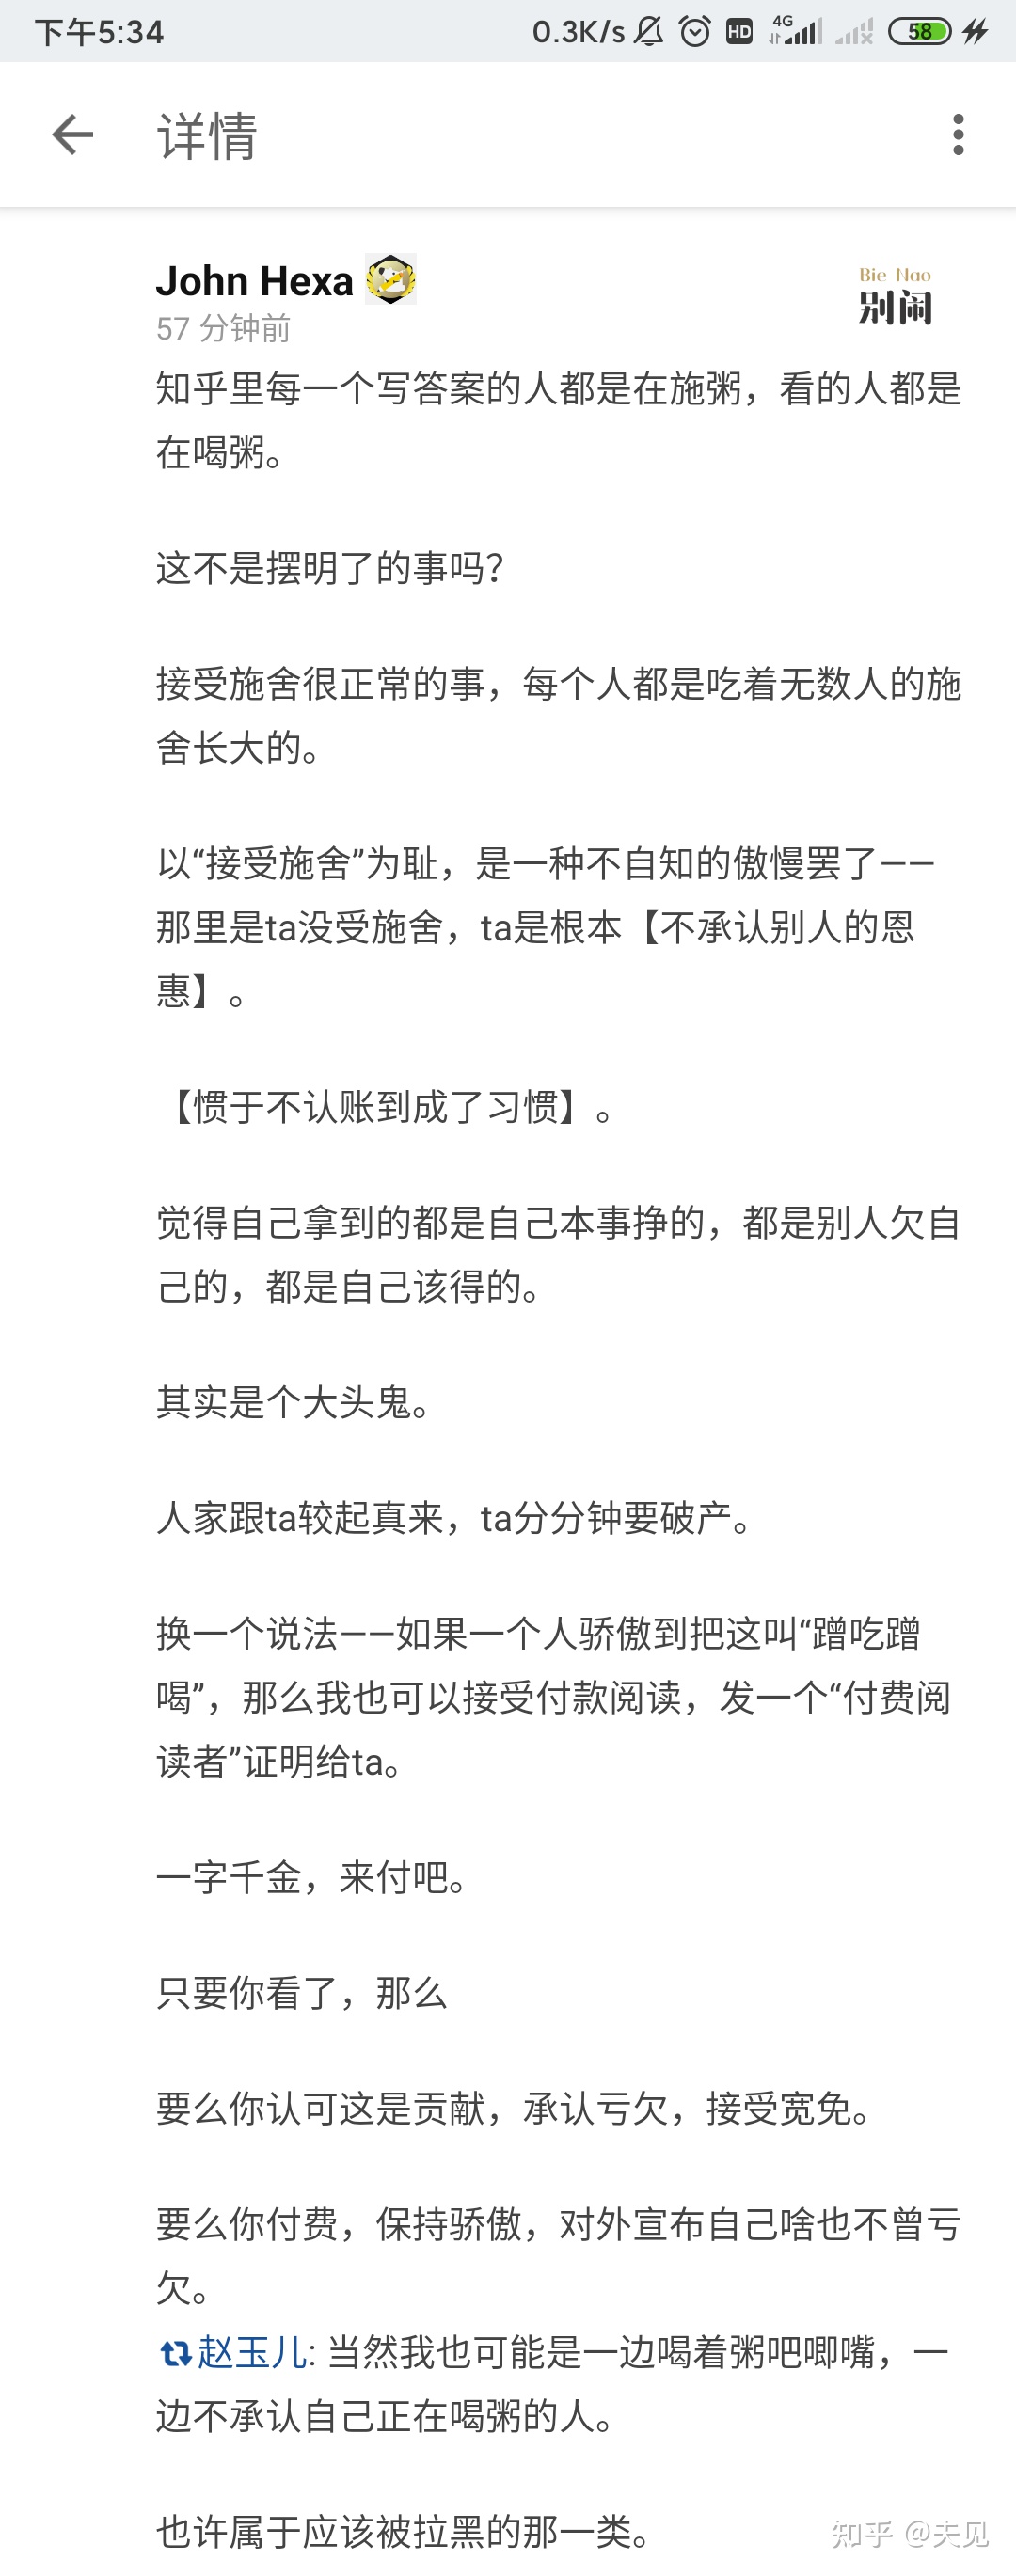 下午5:34
0.3K/s HD 4G 58
详情
John Hexa
57 分钟前
Bie Nao
别闹
知乎里每一个写答案的人都是在施粥，看的人都是
在喝粥。
这不是摆明了的事吗？
接受施舍很正常的事，每个人都是吃着无数人的施
舍长大的。
以“接受施舍”为耻，是一种不自知的傲慢罢了——
那里是ta没受施舍，ta是根本【不承认别人的恩
惠】。
【惯于不认账到成了习惯】。
觉得自己拿到的都是自己本事挣的，都是别人欠自
己的，都是自己该得的。
其实是个大头鬼。
人家跟ta较起真来，ta分分钟要破产。
换一个说法——如果一个人骄傲到把这叫“蹭吃蹭
喝”，那么我也可以接受付款阅读，发一个“付费阅
读者”证明给ta。
一字千金，来付吧。
只要你看了，那么
要么你认可这是贡献，承认亏欠，接受宽免。
要么你付费，保持骄傲，对外宣布自己啥也不曾亏
欠。
赵玉儿: 当然我也可能是一边喝着粥吧唧嘴，一
边不承认自己正在喝粥的人。
也许属于应该被拉黑的那一类。
知乎 @夫见